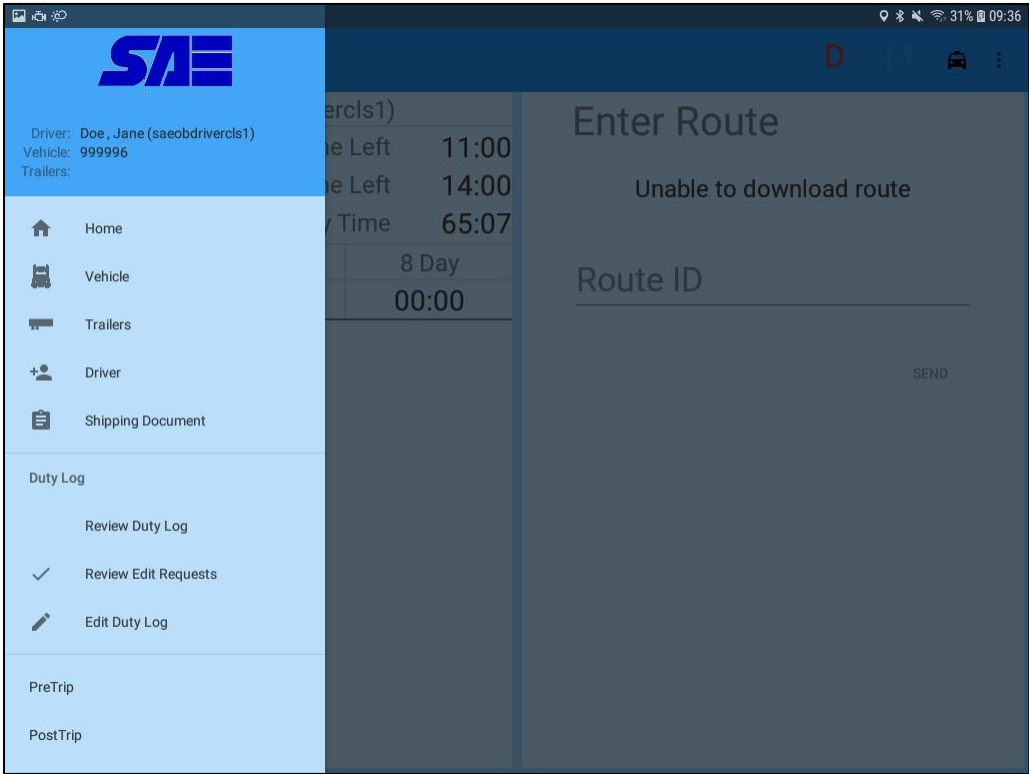 31% 09:36
SAE
D M
Driver: Doe , Jane (saeobdrivercls1)
Vehicle: 999996
Trailers:
Home
Vehicle
Trailers
Driver
Shipping Document
Duty Log
Review Duty Log
Review Edit Requests
Edit Duty Log
PreTrip
PostTrip
ercls1)
e Left 11:00
e Left 14:00
Time 65:07
8 Day
00:00
Enter Route
Unable to download route
Route ID
SEND